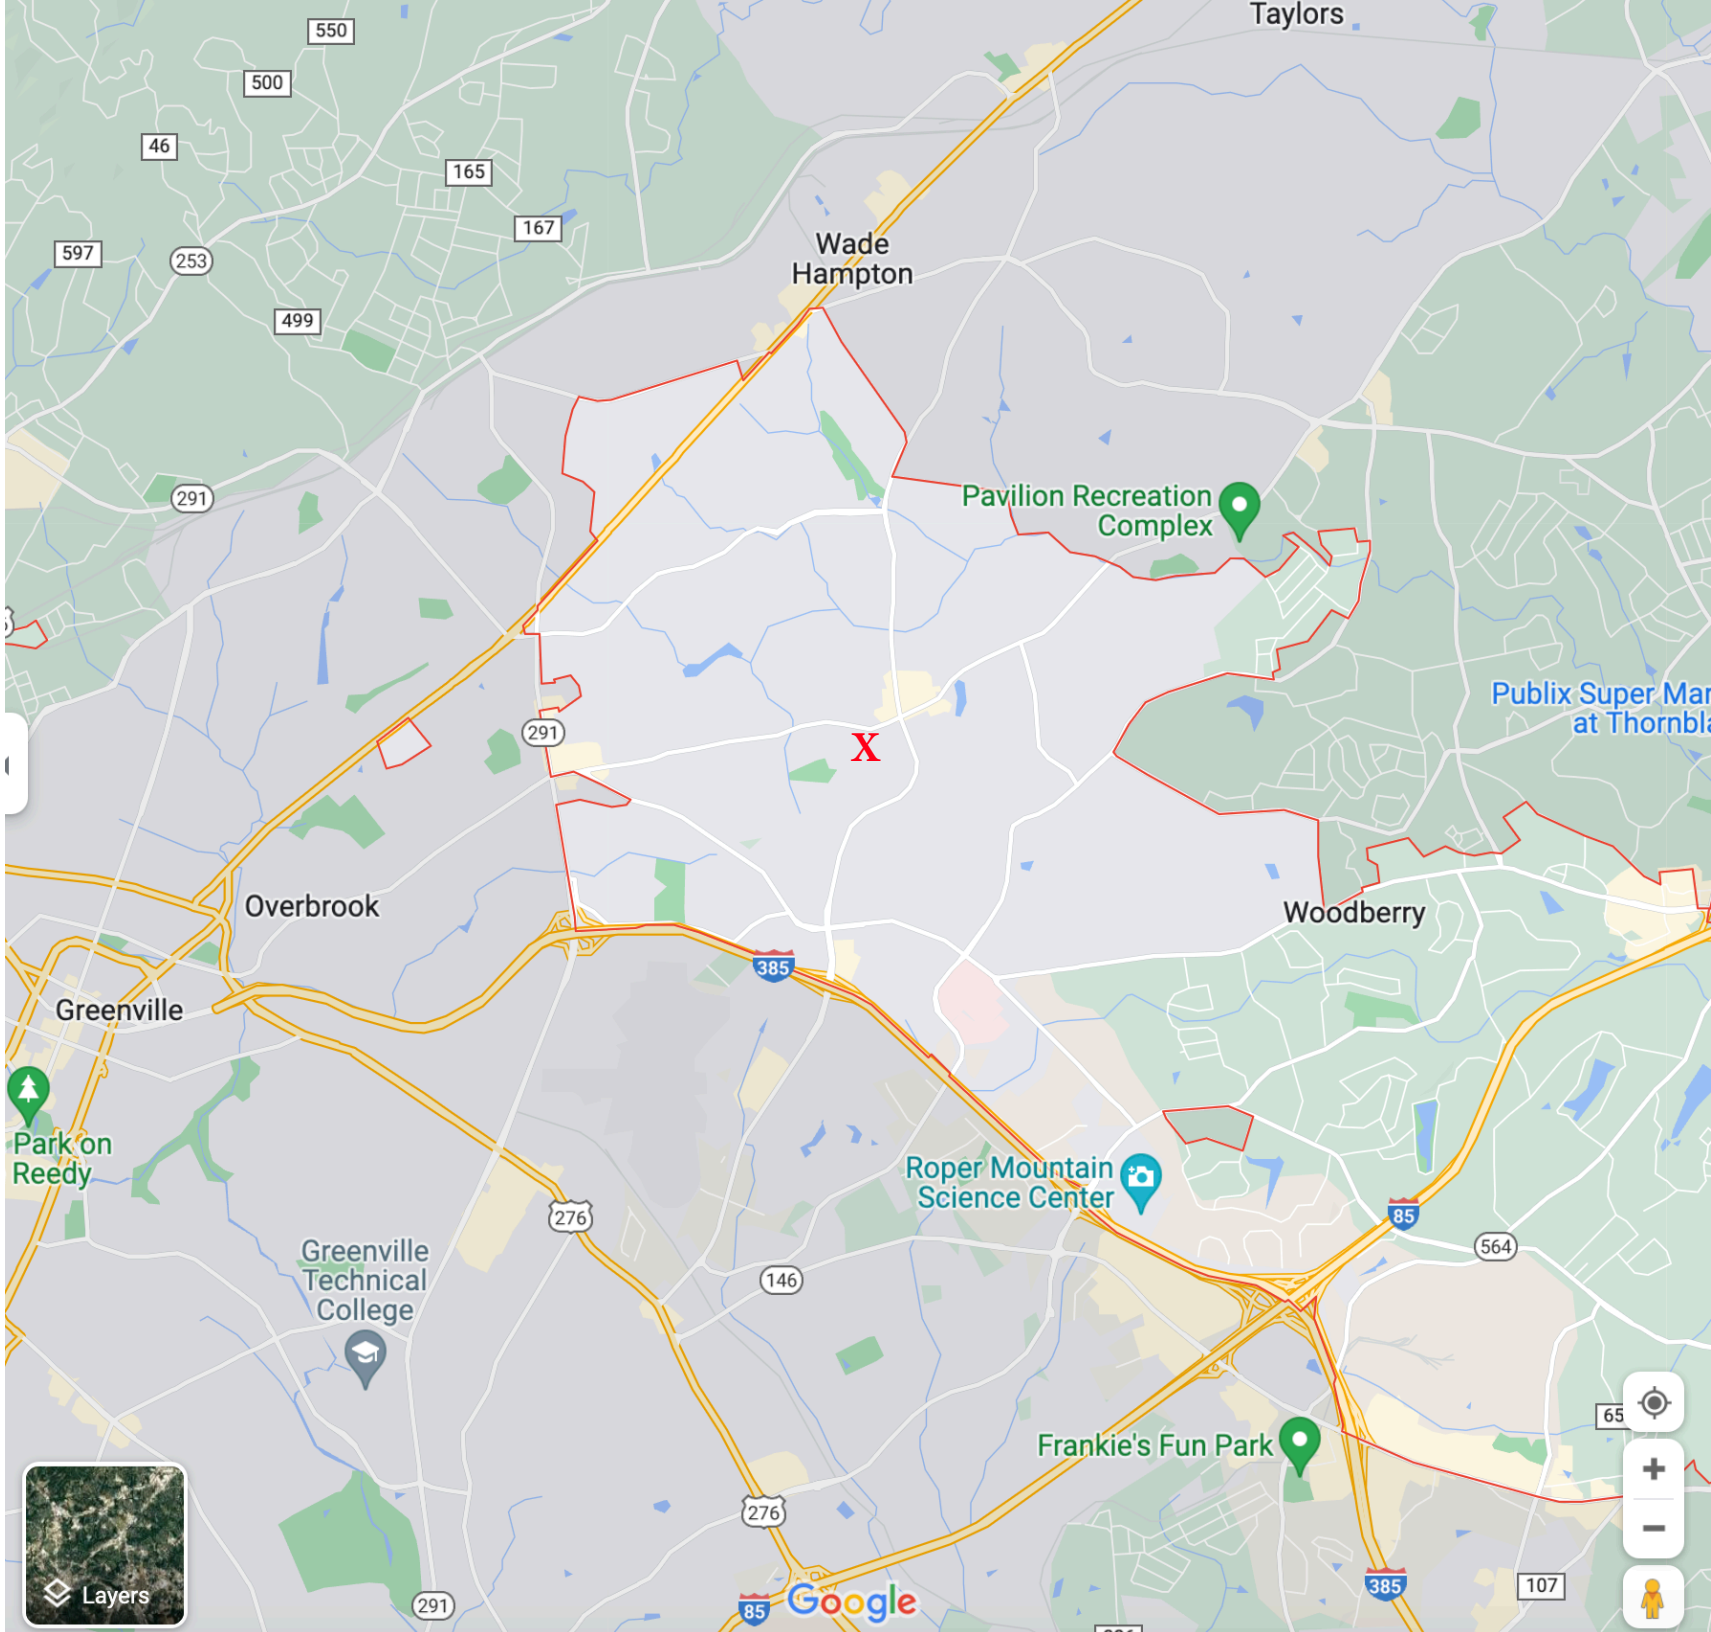 Taylors
550
500
46
165
167
597
253
Wade
Hampton
499
Pavilion Recreation
Complex
291
Publix Super Mar
at Thornbla
291
X
Overbrook
Woodberry
385
Greenville
Park on
Reedy
Roper Mountain
Science Center
276
85
564
Greenville
Technical
College
146
65
Frankie's Fun Park
276
Layers
291
85
Google
385
107